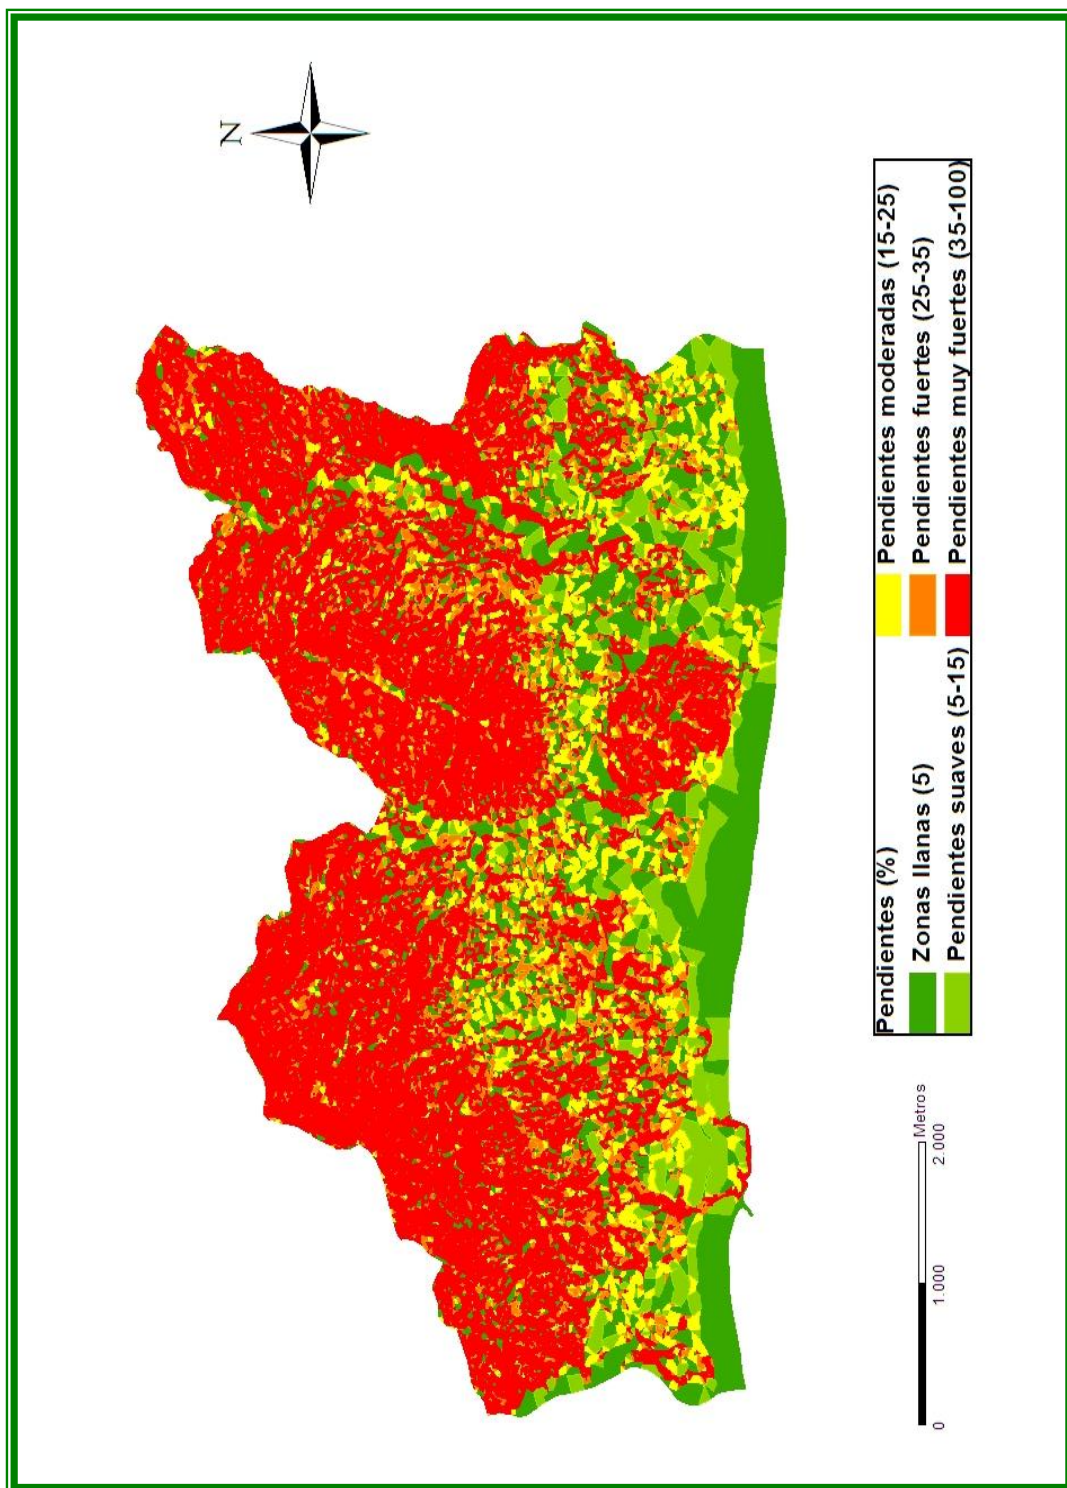 N
Pendientes (%)
Zonas llanas (5)
Pendientes suaves (5-15)
Pendientes moderadas (15-25)
Pendientes fuertes (25-35)
Pendientes muy fuertes (35-100)
Metros
0 1.000 2.000